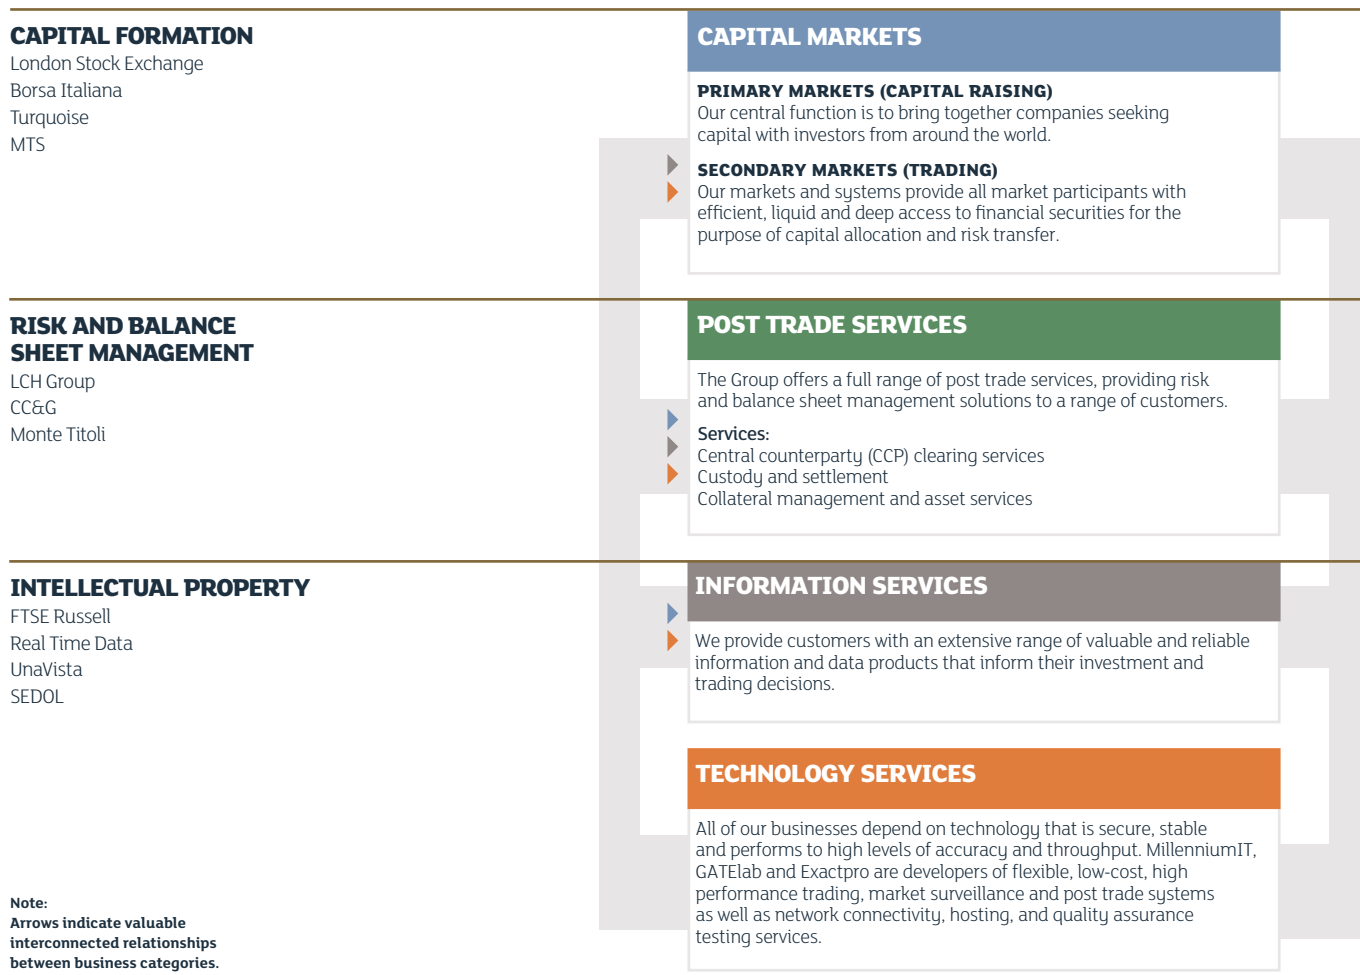 CAPITAL FORMATION
London Stock Exchange
Borsa Italiana
Turquoise
MTS
CAPITAL MARKETS
PRIMARY MARKETS (CAPITAL RAISING)
Our central function is to bring together companies seeking
capital with investors from around the world.
SECONDARY MARKETS (TRADING)
Our markets and systems provide all market participants with
efficient, liquid and deep access to financial securities for the
purpose of capital allocation and risk transfer.
RISK AND BALANCE
SHEET MANAGEMENT
LCH Group
CC&G
Monte Titoli
POST TRADE SERVICES
The Group offers a full range of post trade services, providing risk
and balance sheet management solutions to a range of customers.
Services:
Central counterparty (CCP) clearing services
Custody and settlement
Collateral management and asset services
INTELLECTUAL PROPERTY
FTSE Russell
Real Time Data
UnaVista
SEDOL
INFORMATION SERVICES
We provide customers with an extensive range of valuable and reliable
information and data products that inform their investment and
trading decisions.
TECHNOLOGY SERVICES
All of our businesses depend on technology that is secure, stable
and performs to high levels of accuracy and throughput. MillenniumIT,
GATElab and Exactpro are developers of flexible, low-cost, high
performance trading, market surveillance and post trade systems
as well as network connectivity, hosting, and quality assurance
testing services.
Note:
Arrows indicate valuable
interconnected relationships
between business categories.